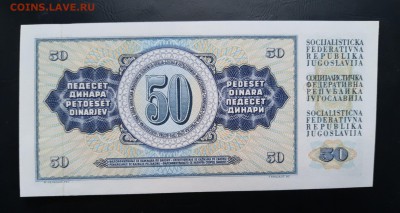 COINS.LAVE.RU
50
ПЕДЕСЕТ
ДИНАРА
PETDESET
DINARJEV
50
PEDESET
DINARA
ПЕДЕСЕТ
ДИНАРИ
50
50
SOCIJALISTIČKA
FEDERATIVNA
REPUBLIKA
JUGOSLAVIJA
СОЦИЈАЛИСТИЧКА
ФЕДЕРАТИВНА
РЕПУБЛИКА
ЈУГОСЛАВИЈА
SOCIALISTIČNA
FEDERATIVNA
REPUBLIKA
JUGOSLAVIJA
50